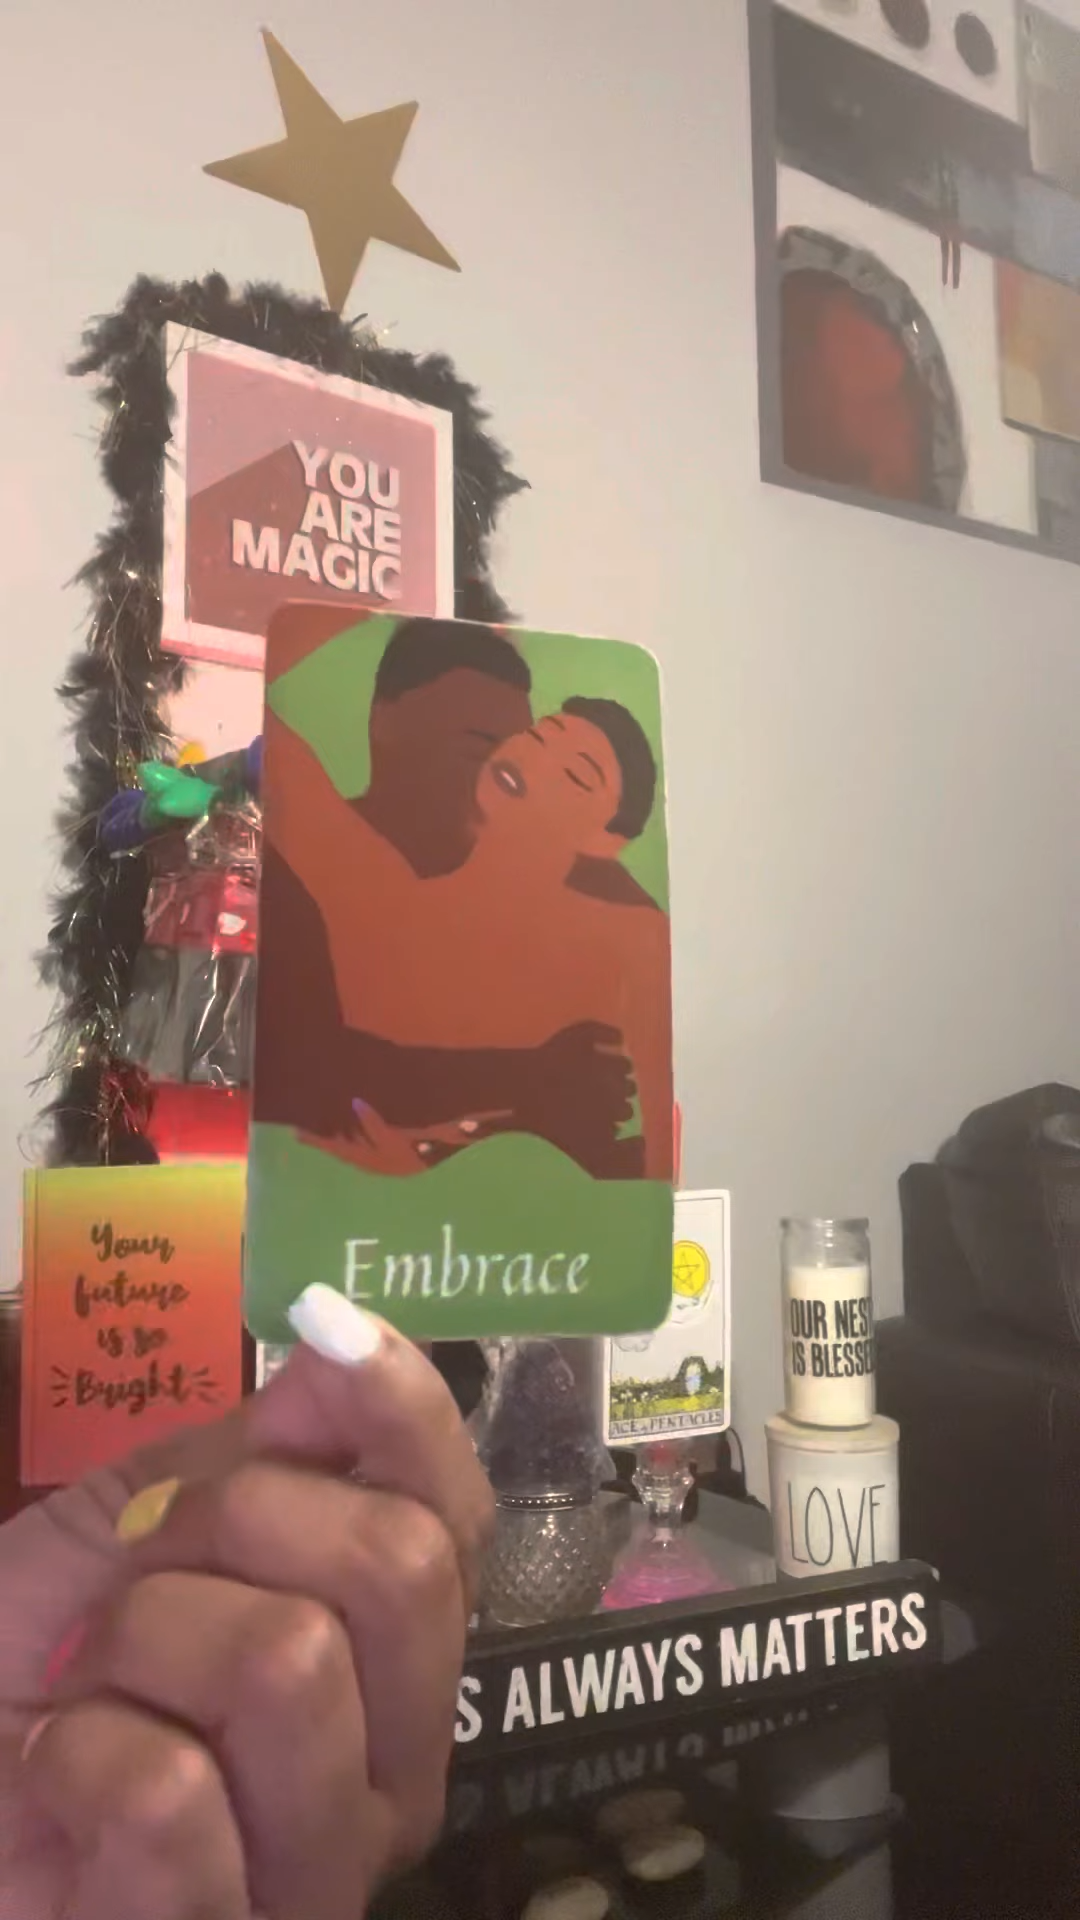 YOU
ARE
MAGIC
Embrace
Your
future
is so
Bright
ACE of PENTACLES
OUR NEST
IS BLESSED
LOVE
S ALWAYS MATTERS